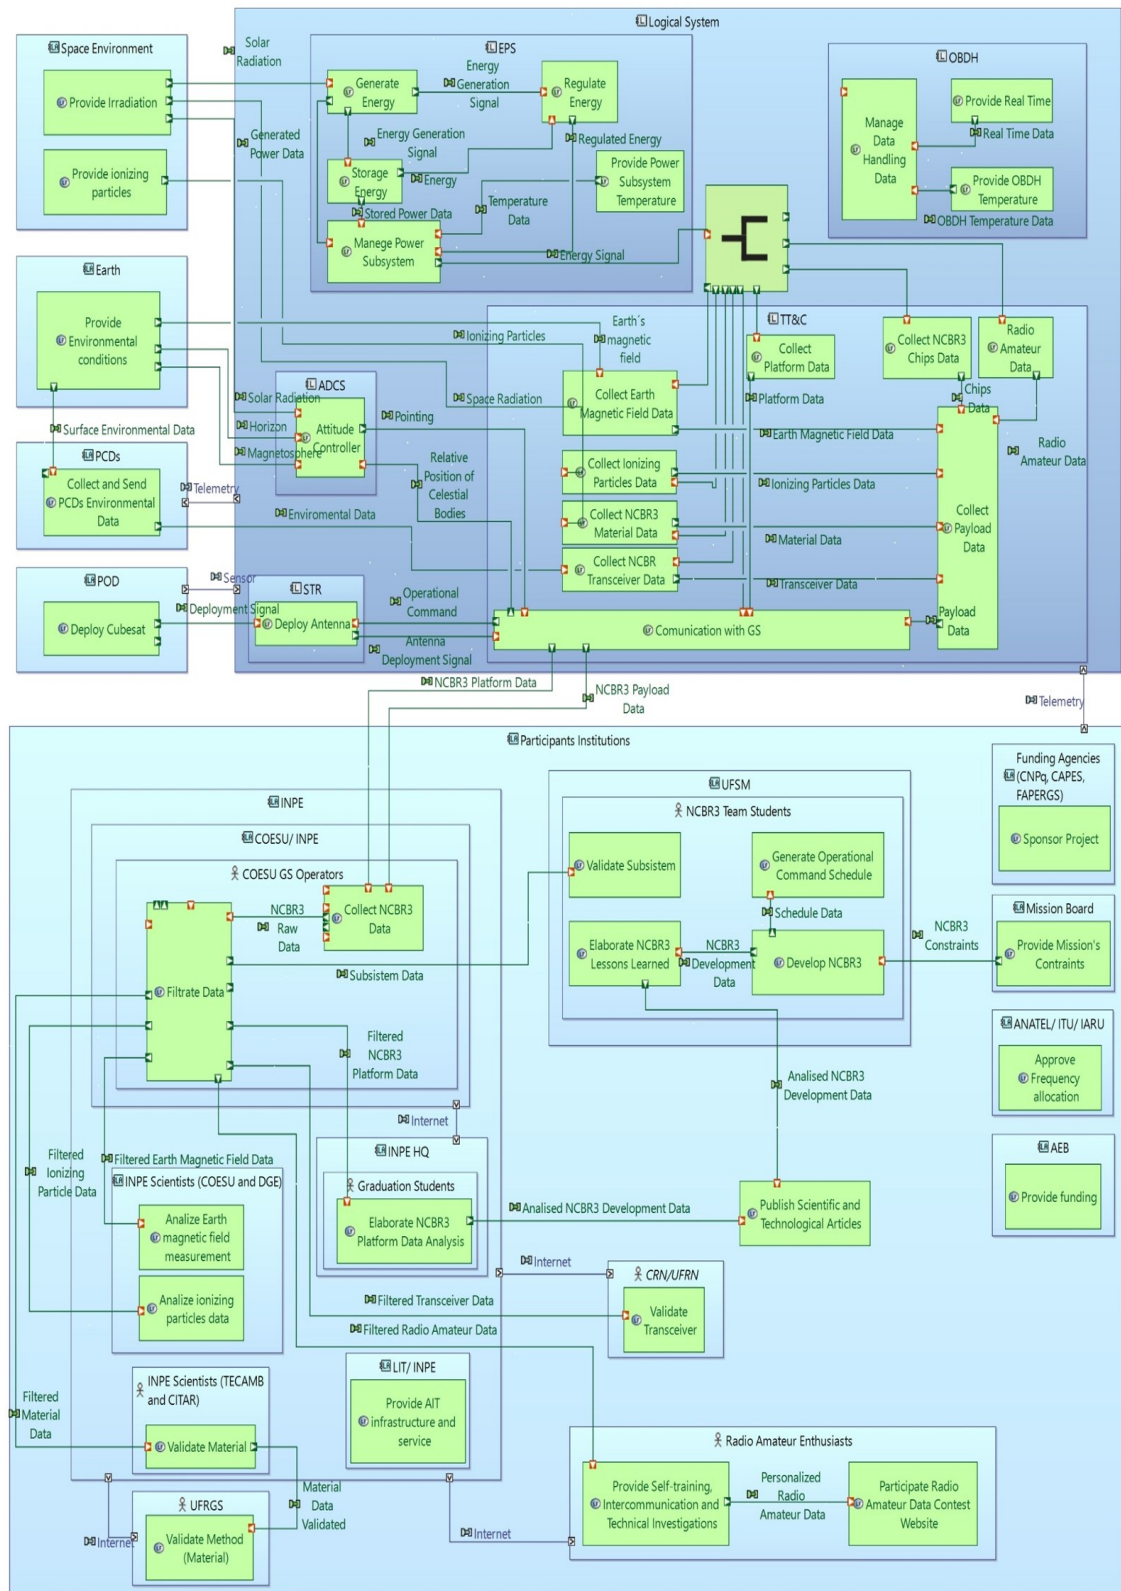 Logical System
Space Environment
Provide Irradiation
Provide ionizing
particles
Solar
Radiation
Generated
Power Data
EPS
Generate
Energy
Energy
Generation
Signal
Regulate
Energy
Energy Generation
Signal
Regulated Energy
Storage
Energy
Energy
Provide Power
Subsystem
Temperature
Temperature
Data
Stored Power Data
Manege Power
Subsystem
Energy Signal
OBDH
Manage
Data
Handling
Data
Provide Real Time
Real Time Data
Provide OBDH
Temperature
OBDH Temperature Data
Earth
Provide
Environmental
conditions
Surface Environmental Data
Ionizing Particles
Earth´s
magnetic
field
Space Radiation
Solar Radiation
Horizon
Magnetosphere
ADCS
Attitude
Controller
Pointing
Relative
Position of
Celestial
Bodies
TT&C
Collect
Platform Data
Collect NCBR3
Chips Data
Radio
Amateur
Data
Platform Data
Chips
Data
Radio
Amateur Data
Collect Earth
Magnetic Field Data
Earth Magnetic Field Data
Collect Ionizing
Particles Data
Ionizing Particles Data
Collect NCBR3
Material Data
Material Data
Collect NCBR
Transceiver Data
Transceiver Data
Collect
Payload
Data
Payload
Data
Comunication with GS
PCDs
Collect and Send
PCDs Environmental
Data
Telemetry
Enviromental Data
POD
Deploy Cubesat
Sensor
Deployment Signal
STR
Deploy Antenna
Operational
Command
Antenna
Deployment Signal
NCBR3 Platform Data
NCBR3 Payload
Data
Telemetry
Participants Institutions
INPE
COESU/ INPE
COESU GS Operators
Filtrate Data
NCBR3
Raw
Data
Collect NCBR3
Data
Subsistem Data
Filtered
NCBR3
Platform Data
UFSM
NCBR3 Team Students
Validate Subsistem
Generate Operational
Command Schedule
Schedule Data
Elaborate NCBR3
Lessons Learned
NCBR3
Development
Data
Develop NCBR3
NCBR3
Constraints
Funding Agencies
(CNPq, CAPES,
FAPERGS)
Sponsor Project
Mission Board
Provide Mission's
Contraints
ANATEL/ ITU/ IARU
Approve
Frequency
allocation
AEB
Provide funding
Analised NCBR3
Development Data
Internet
Filtered
Ionizing
Particle Data
Filtered Earth Magnetic Field Data
INPE Scientists (COESU and DGE)
Analize Earth
magnetic field
measurement
Analize ionizing
particles data
INPE HQ
Graduation Students
Elaborate NCBR3
Platform Data Analysis
Analised NCBR3 Development Data
Publish Scientific and
Technological Articles
Internet
CRN/UFRN
Validate
Transceiver
Filtered Transceiver Data
Filtered Radio Amateur Data
INPE Scientists (TECAMB
and CITAR)
Validate Material
Filtered
Material
Data
LIT/ INPE
Provide AIT
infrastructure and
service
Material
Data
Validated
UFRGS
Validate Method
(Material)
Internet
Internet
Radio Amateur Enthusiasts
Provide Self-training,
Intercommunication and
Technical Investigations
Personalized
Radio
Amateur Data
Participate Radio
Amateur Data Contest
Website